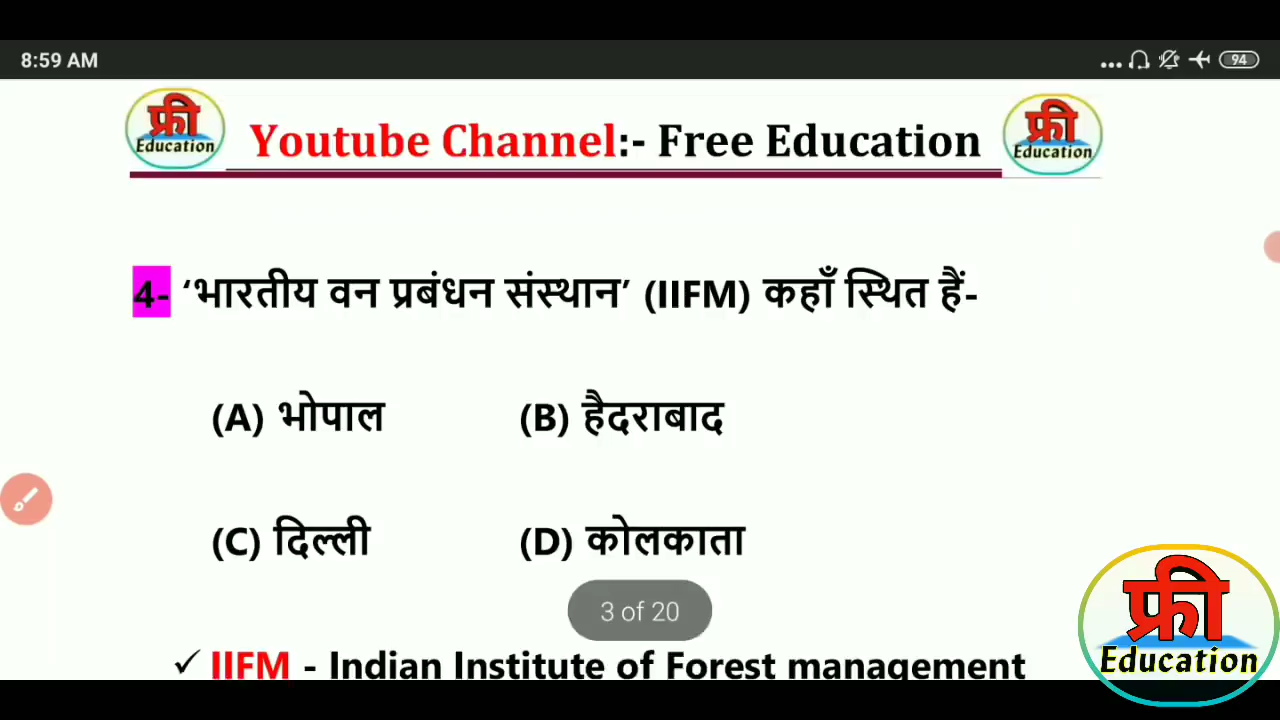 8:59 AM
94
फ्री
Education
Youtube Channel:- Free Education
फ्री
Education
4- ‘भारतीय वन प्रबंधन संस्थान’ (IIFM) कहाँ स्थित हैं-
(A) भोपाल (B) हैदराबाद
(C) दिल्ली (D) कोलकाता
3 of 20
✓ IIFM - Indian Institute of Forest management
फ्री
Education